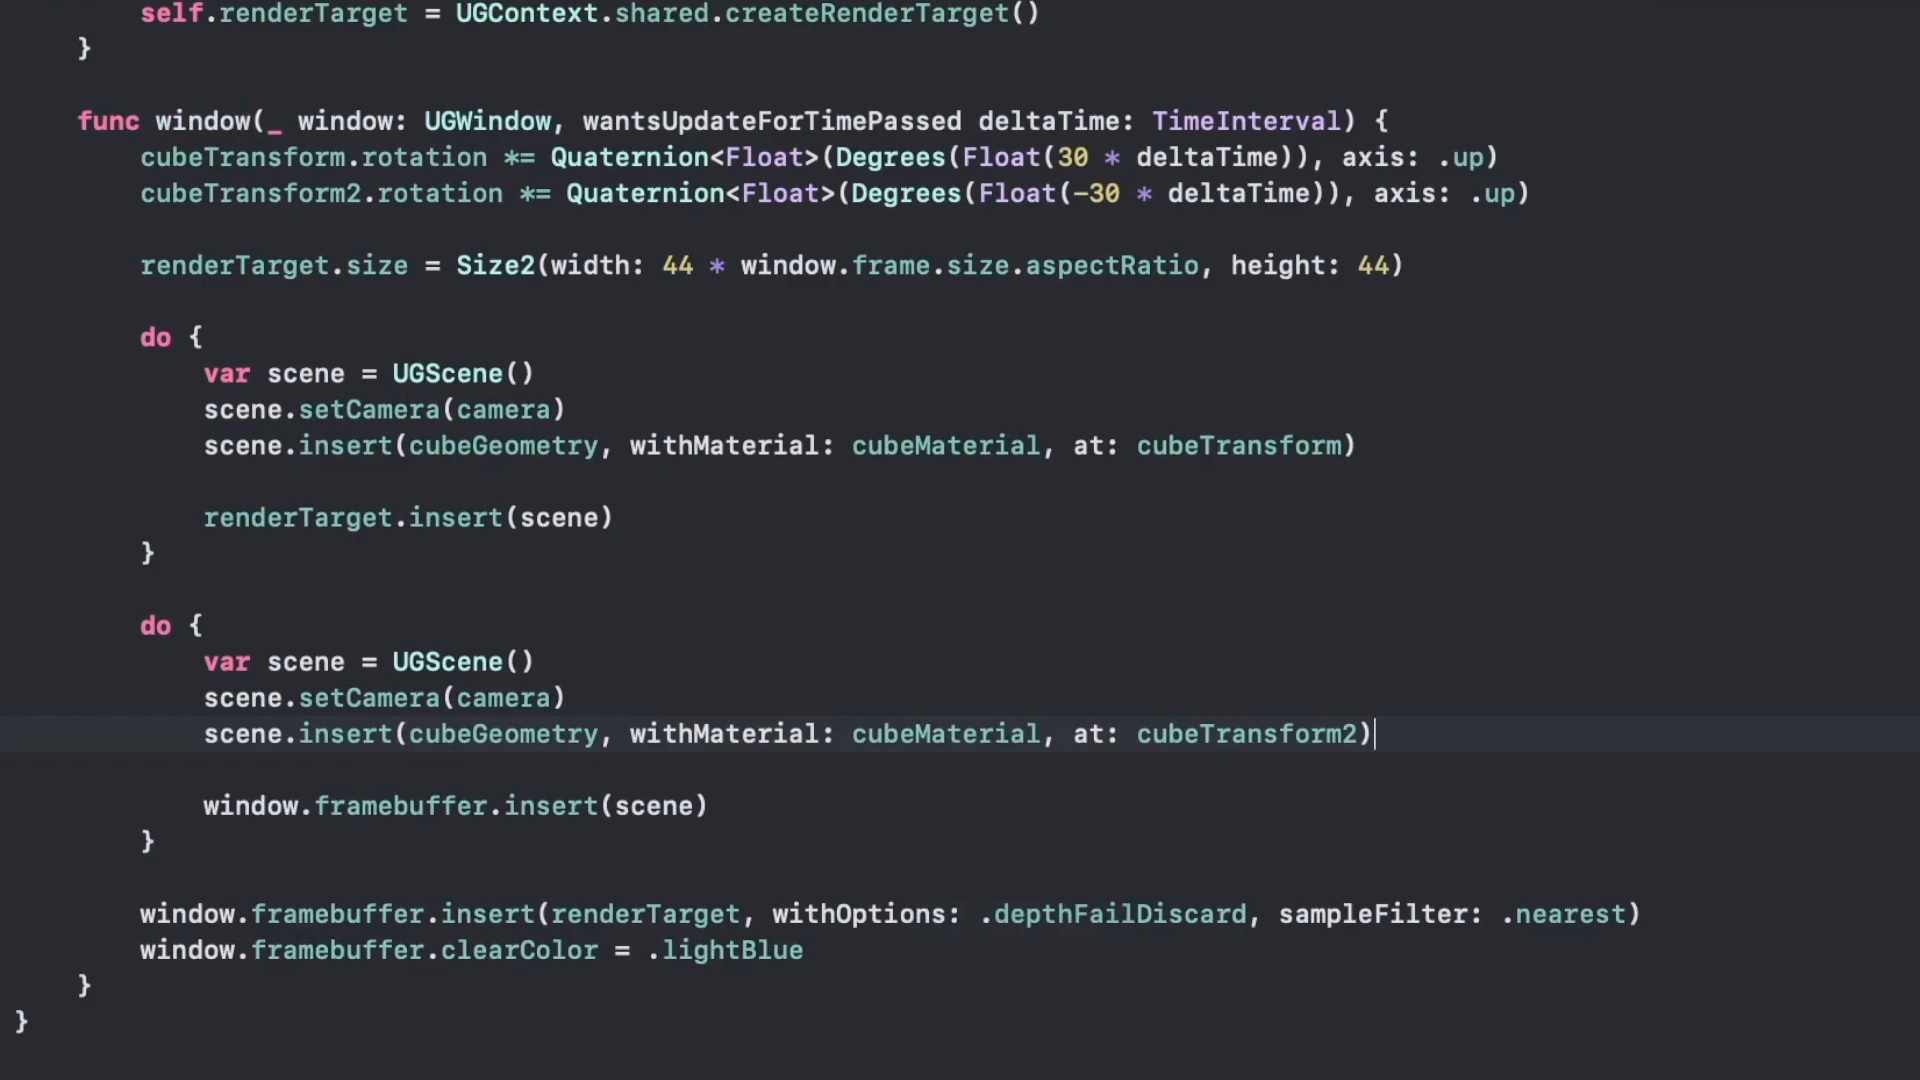 self.renderTarget = UGContext.shared.createRenderTarget()
}
func window(_ window: UGWindow, wantsUpdateForTimePassed deltaTime: TimeInterval) {
cubeTransform.rotation *= Quaternion<Float>(Degrees(Float(30 * deltaTime)), axis: .up)
cubeTransform2.rotation *= Quaternion<Float>(Degrees(Float(-30 * deltaTime)), axis: .up)
renderTarget.size = Size2(width: 44 * window.frame.size.aspectRatio, height: 44)
do {
var scene = UGScene()
scene.setCamera(camera)
scene.insert(cubeGeometry, withMaterial: cubeMaterial, at: cubeTransform)
renderTarget.insert(scene)
}
do {
var scene = UGScene()
scene.setCamera(camera)
scene.insert(cubeGeometry, withMaterial: cubeMaterial, at: cubeTransform2)
window.framebuffer.insert(scene)
}
window.framebuffer.insert(renderTarget, withOptions: .depthFailDiscard, sampleFilter: .nearest)
window.framebuffer.clearColor = .lightBlue
}
}